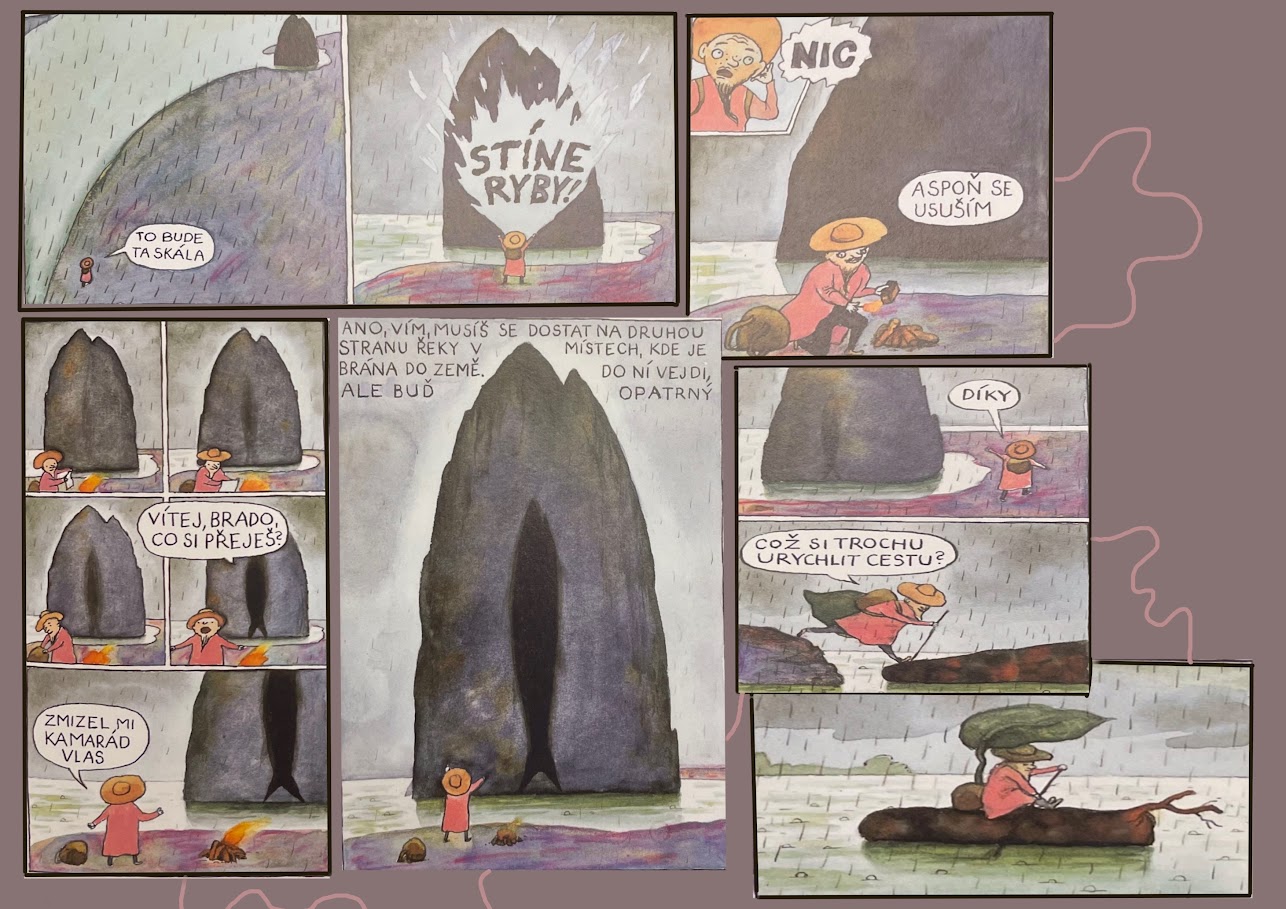 TO BUDE
TA SKÁLA
STÍNE
RYBY!
NIC
ASPOŇ SE
USUŠÍM
VÍTEJ, BRADO,
CO SI PŘEJEŠ?
ZMIZEL MI
KAMARÁD
VLAS
ANO, VÍM, MUSÍŠ SE DOSTAT NA DRUHOU
STRANU ŘEKY V MÍSTECH, KDE JE
BRÁNA DO ZEMĚ. DO NÍ VEJDI,
ALE BUĎ OPATRNÝ
DÍKY
COŽ SI TROCHU
URYCHLIT CESTU?